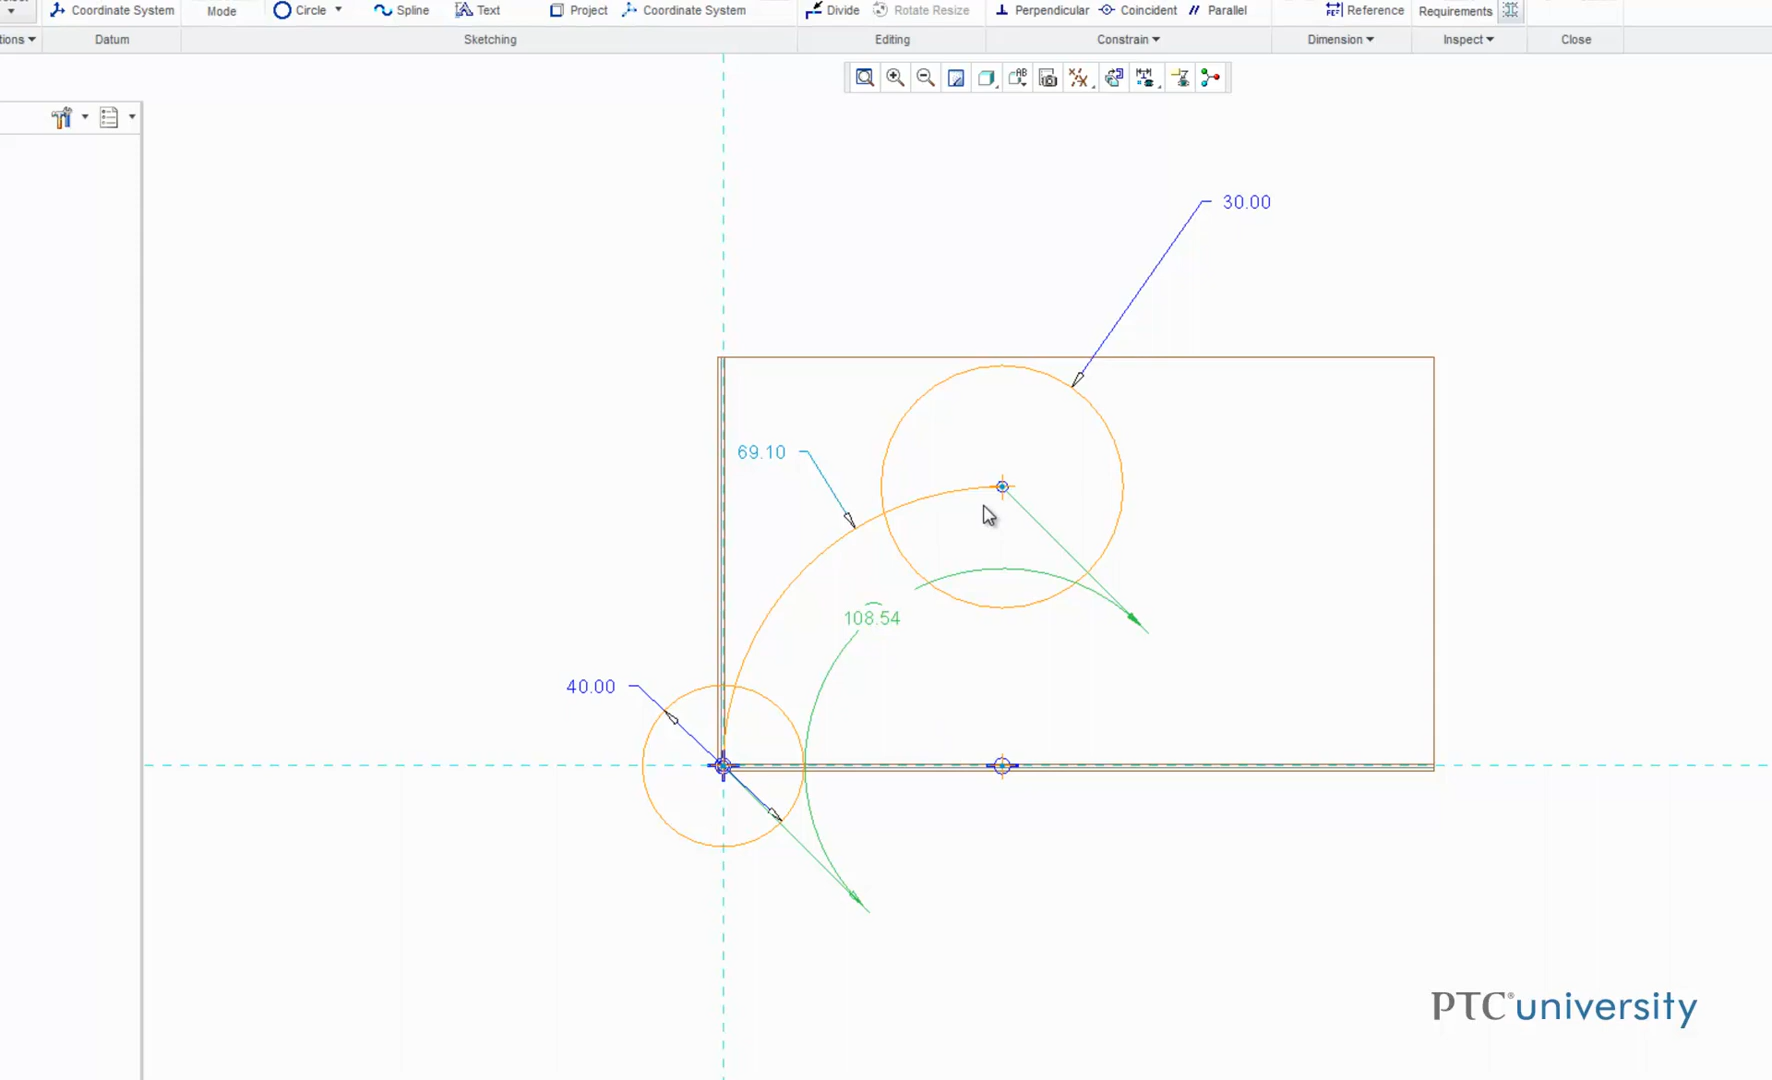 Coordinate System
Mode
Circle
Spline
Text
Project
Coordinate System
Divide
Rotate Resize
Perpendicular
Coincident
Parallel
Reference
Requirements
tions
Datum
Sketching
Editing
Constrain
Dimension
Inspect
Close
30.00
69.10
108.54
40.00
PTC® university